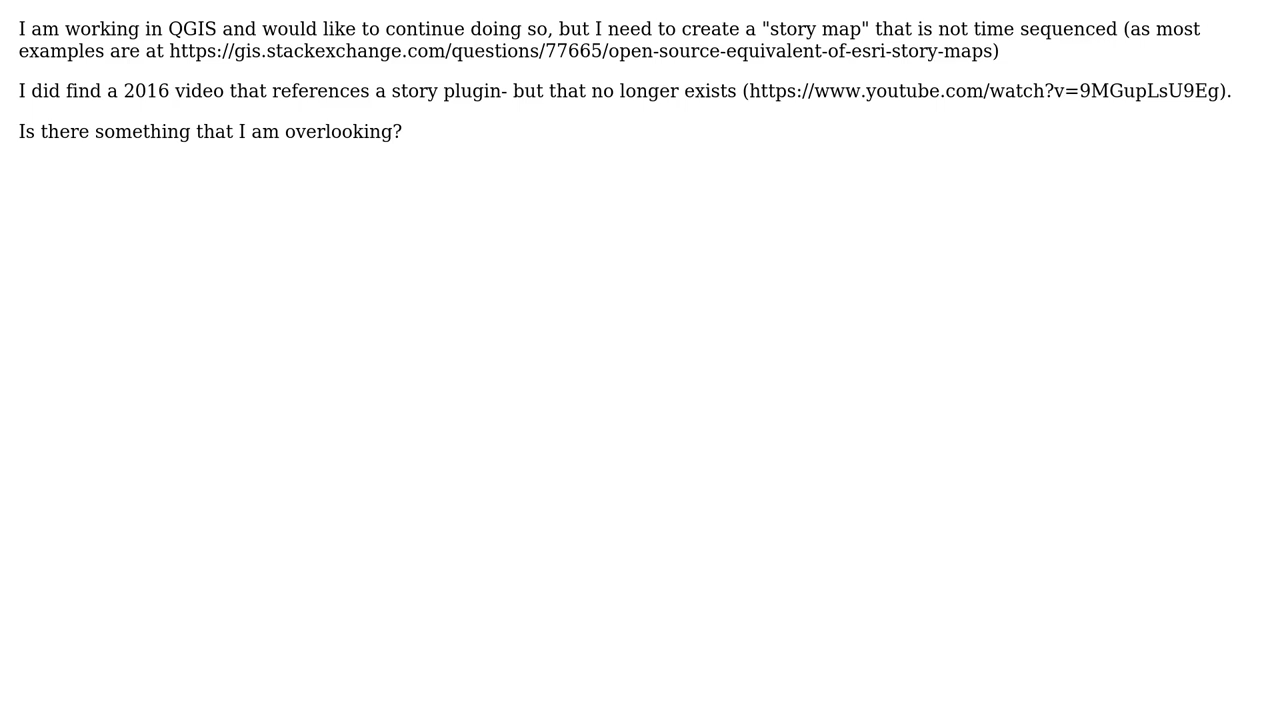 I am working in QGIS and would like to continue doing so, but I need to create a "story map" that is not time sequenced (as most
examples are at https://gis.stackexchange.com/questions/77665/open-source-equivalent-of-esri-story-maps)
I did find a 2016 video that references a story plugin- but that no longer exists (https://www.youtube.com/watch?v=9MGupLsU9Eg).
Is there something that I am overlooking?